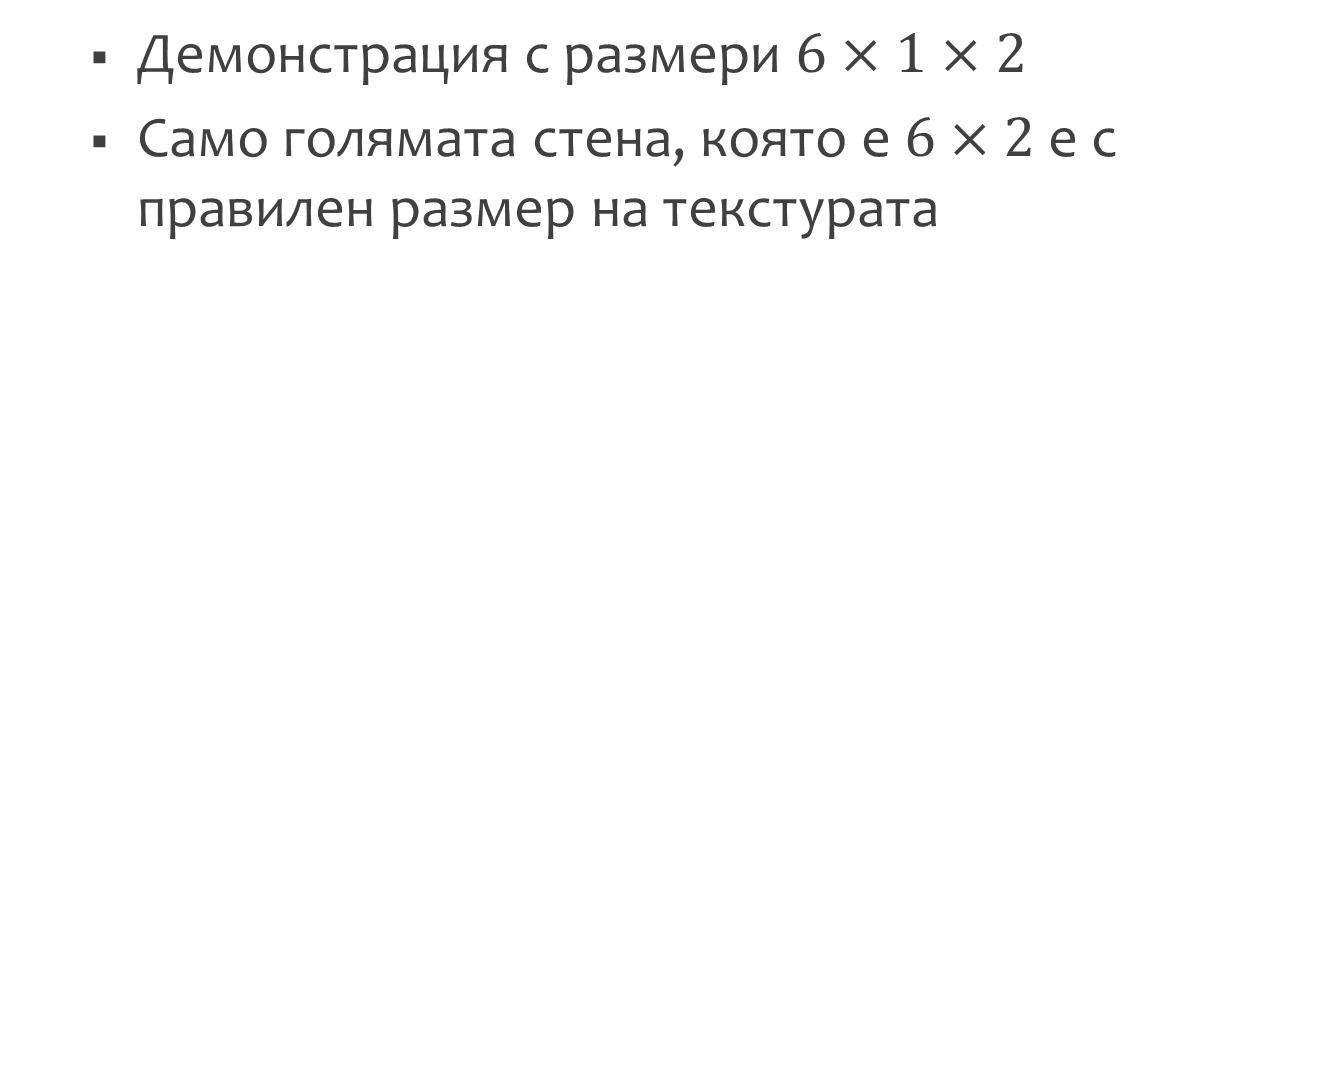 ▪ Демонстрация с размери 6 × 1 × 2
▪ Само голямата стена, която е 6 × 2 е с
правилен размер на текстурата